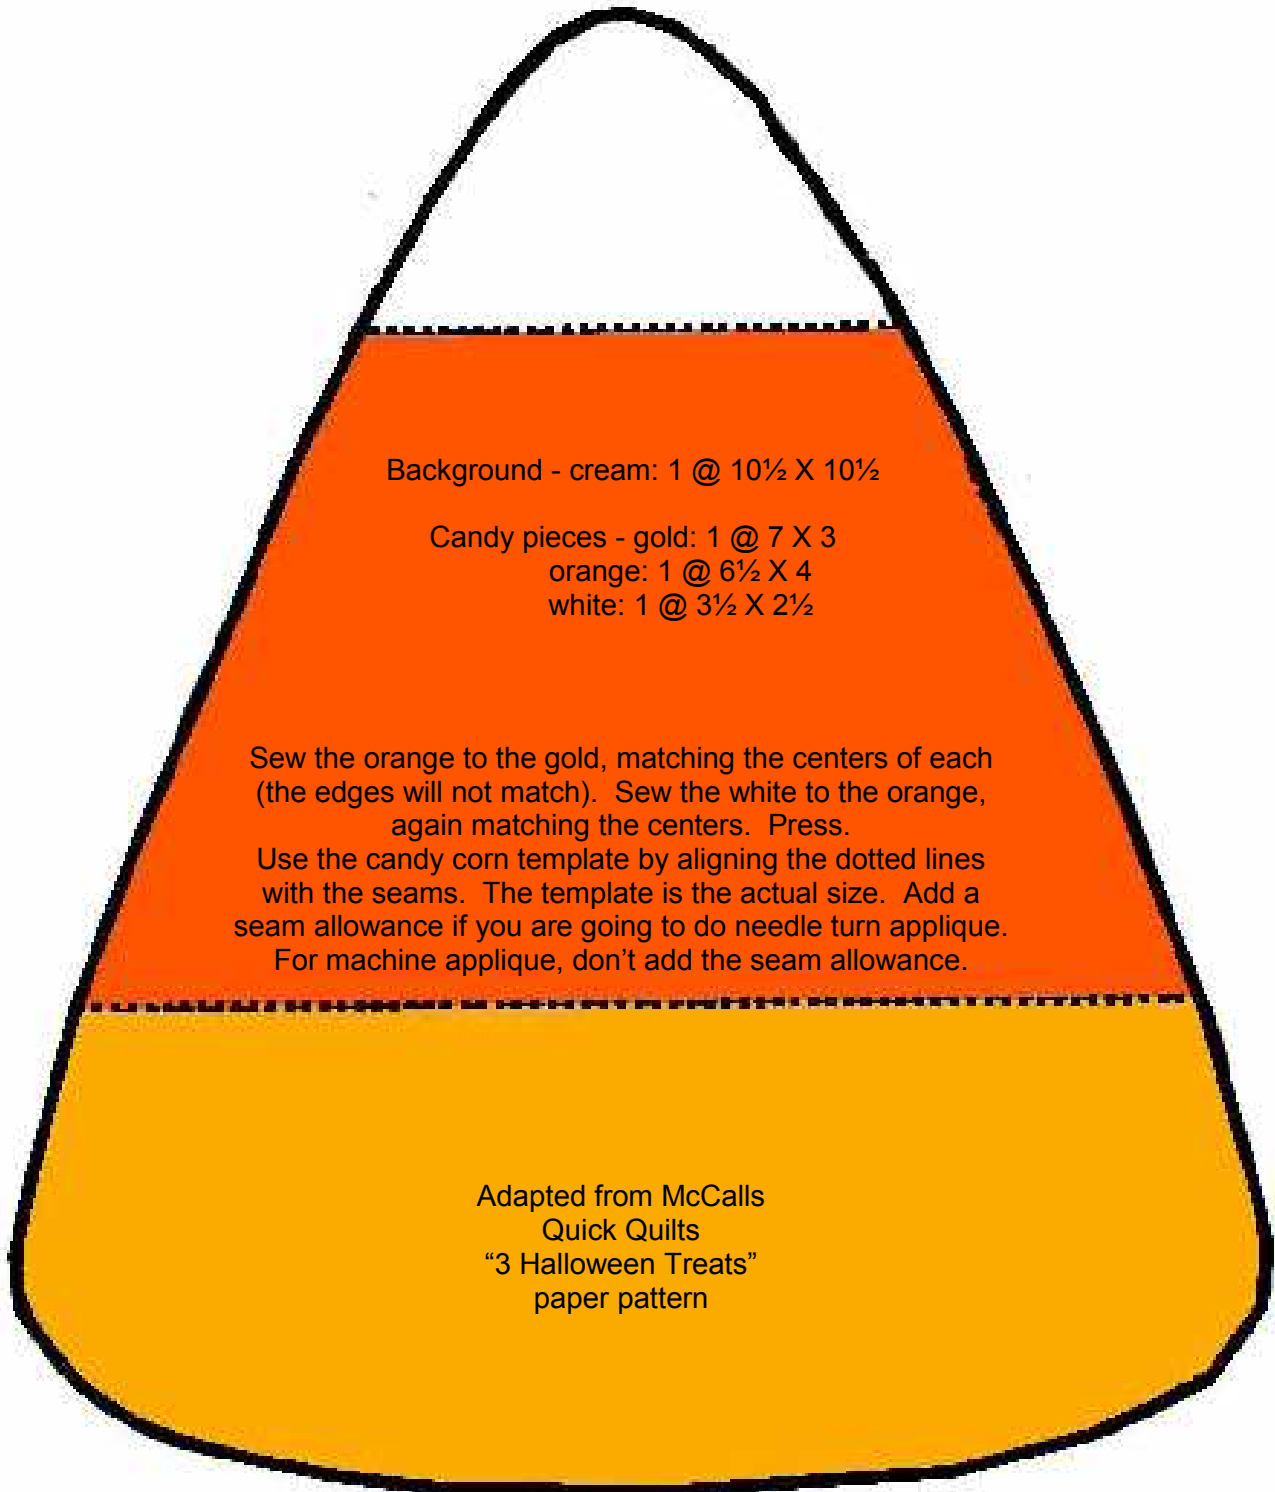 Background - cream: 1 @ 10½ X 10½
Candy pieces - gold: 1 @ 7 X 3
orange: 1 @ 6½ X 4
white: 1 @ 3½ X 2½
Sew the orange to the gold, matching the centers of each
(the edges will not match).  Sew the white to the orange,
again matching the centers.  Press.
Use the candy corn template by aligning the dotted lines
with the seams.  The template is the actual size.  Add a
seam allowance if you are going to do needle turn applique.
For machine applique, don’t add the seam allowance.
Adapted from McCalls
Quick Quilts
“3 Halloween Treats”
paper pattern